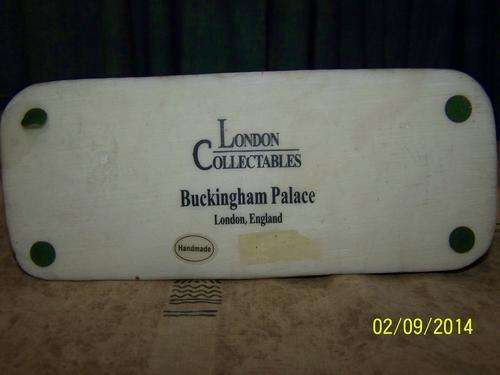 London
Collectables
Buckingham Palace
London, England
Handmade
02/09/2014